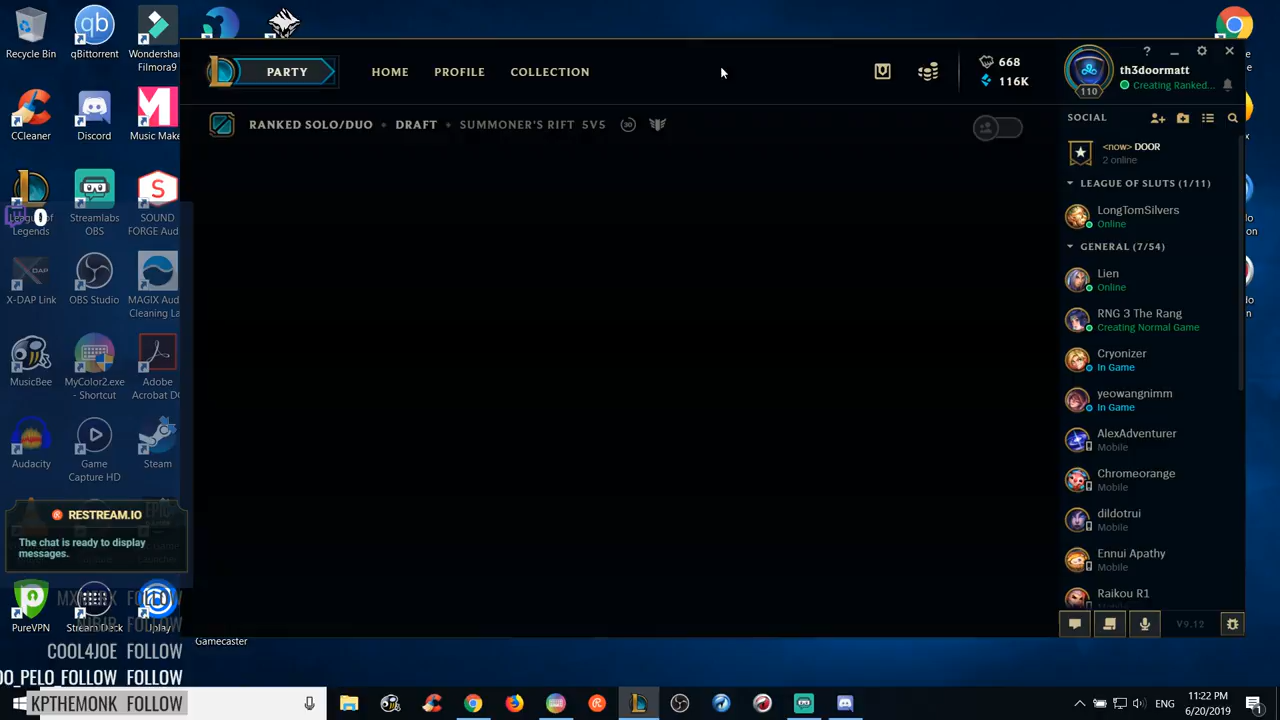 Recycle Bin
qBittorrent
Wondershare
Filmora9
CCleaner
Discord
Music Maker
League of
Legends
Streamlabs
OBS
SOUND
FORGE Aud
0
X-DAP Link
OBS Studio
MAGIX Aud
Cleaning La
MusicBee
MyColor2.exe
- Shortcut
Adobe
Acrobat DC
Audacity
Game
Capture HD
Steam
RESTREAM.IO
The chat is ready to display
messages.
PureVPN
Stream Deck
Uplay
Gamecaster
COOL4JOE FOLLOW
DO_PELO_FOLLOW FOLLOW
KPTHEMONK FOLLOW
PARTY
HOME
PROFILE
COLLECTION
668
116K
110
th3doormatt
Creating Ranked...
RANKED SOLO/DUO • DRAFT • SUMMONER'S RIFT 5V5
30
SOCIAL
<now> DOOR
2 online
LEAGUE OF SLUTS (1/11)
LongTomSilvers
Online
GENERAL (7/54)
Lien
Online
RNG 3 The Rang
Creating Normal Game
Cryonizer
In Game
yeowangnimm
In Game
AlexAdventurer
Mobile
Chromeorange
Mobile
dildotrui
Mobile
Ennui Apathy
Mobile
Raikou R1
Mobile
V9.12
11:22 PM
6/20/2019
1